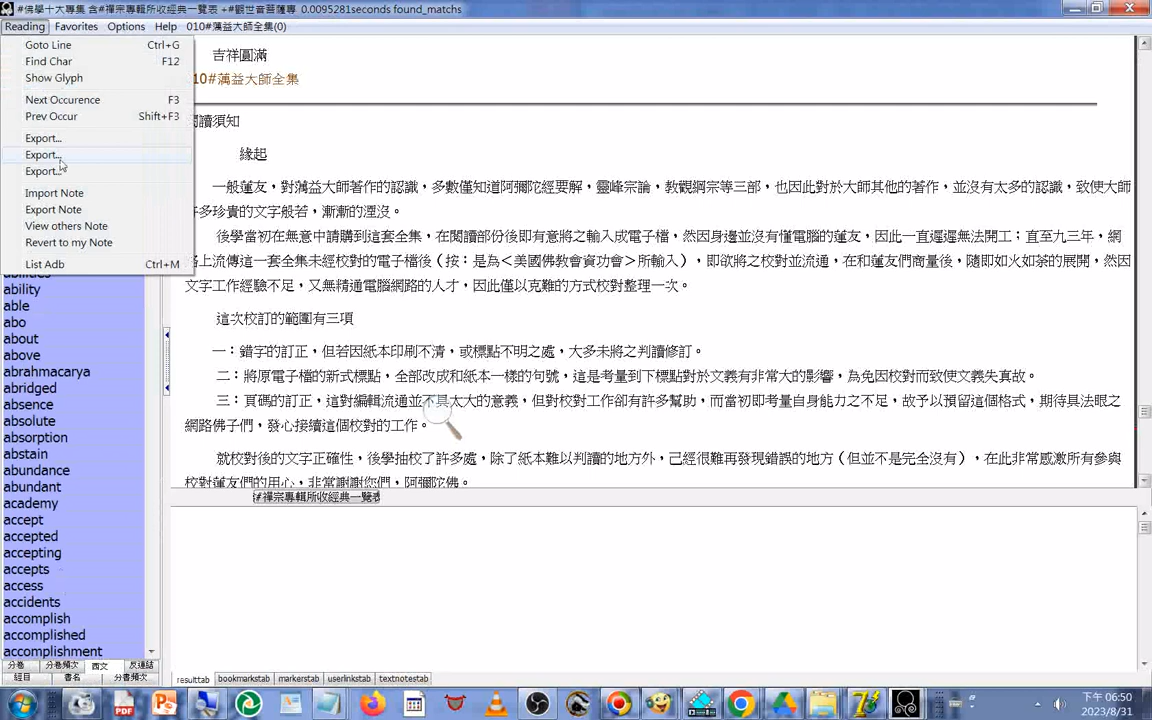 #佛學十大專集 含#禪宗專輯所收經典一覽表 +#觀世音菩薩專 0.0095281seconds found_matchs
Reading Favorites Options Help 010#蕅益大師全集(0)
Goto Line Ctrl+G
Find Char F12
Show Glyph
Next Occurence F3
Prev Occur Shift+F3
Export...
Export...
Export...
Import Note
Export Note
View others Note
Revert to my Note
List Adb Ctrl+M
ability
able
abo
about
above
abrahmacarya
abridged
absence
absolute
absorption
abstain
abundance
abundant
academy
accept
accepted
accepting
accepts
access
accidents
accomplish
accomplished
accomplishment
分卷 分卷頻次 西文 反連結
經目 書名 分書頻次
吉祥圓滿
10#蕅益大師全集
閱讀須知
緣起
一般蓮友，對蕅益大師著作的認識，多數僅知道阿彌陀經要解，靈峰宗論，教觀綱宗等三部，也因此對於大師其他的著作，並沒有太多的認識，致使大師
許多珍貴的文字般若，漸漸的湮沒。
後學當初在無意中請購到這套全集，在閱讀部份後即有意將之輸入成電子檔，然因身邊並沒有懂電腦的蓮友，因此一直遲遲無法開工；直至九三年，網
路上流傳這一套全集未經校對的電子檔後（按：是為＜美國佛教會資功會＞所輸入），即欲將之校對並流通，在和蓮友們商量後，隨即如火如荼的展開，然因
文字工作經驗不足，又無精通電腦網路的人才，因此僅以克難的方式校對整理一次。
這次校訂的範圍有三項
一：錯字的訂正，但若因紙本印刷不清，或標點不明之處，大多未將之判讀修訂。
二：將原電子檔的新式標點，全部改成和紙本一樣的句號，這是考量到下標點對於文義有非常大的影響，為免因校對而致使文義失真故。
三：頁碼的訂正，這對編輯流通並不具太大的意義，但對校對工作卻有許多幫助，而當初即考量自身能力之不足，故予以預留這個格式，期待具法眼之
網路佛子們，發心接續這個校對的工作。
就校對後的文字正確性，後學抽校了許多處，除了紙本難以判讀的地方外，己經很難再發現錯誤的地方（但並不是完全沒有），在此非常感激所有參與
校對蓮友們的用心，非常謝謝您們，阿彌陀佛。
#禪宗專輯所收經典一覽表
resulttab bookmarkstab markerstab userlinkstab textnotestab
下午 06:50
2023/8/31